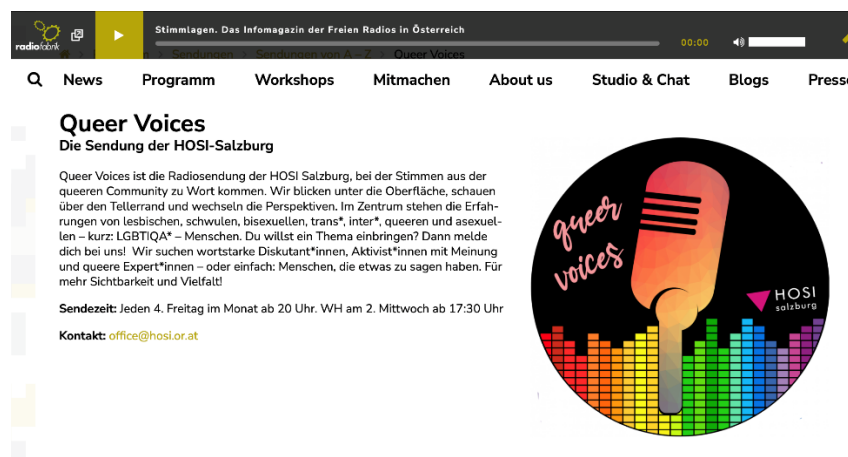 radiofabrik
Stimmlagen. Das Infomagazin der Freien Radios in Österreich
00:00
Sendungen > Sendungen von A – Z > Queer Voices
News Programm Workshops Mitmachen About us Studio & Chat Blogs Presse
Queer Voices
Die Sendung der HOSI-Salzburg
Queer Voices ist die Radiosendung der HOSI Salzburg, bei der Stimmen aus der
queeren Community zu Wort kommen. Wir blicken unter die Oberfläche, schauen
über den Tellerrand und wechseln die Perspektiven. Im Zentrum stehen die Erfah-
rungen von lesbischen, schwulen, bisexuellen, trans*, inter*, queeren und asexuel-
len – kurz: LGBTIQA* – Menschen. Du willst ein Thema einbringen? Dann melde
dich bei uns! Wir suchen wortstarke Diskutant*innen, Aktivist*innen mit Meinung
und queere Expert*innen – oder einfach: Menschen, die etwas zu sagen haben. Für
mehr Sichtbarkeit und Vielfalt!
Sendezeit: Jeden 4. Freitag im Monat ab 20 Uhr. WH am 2. Mittwoch ab 17:30 Uhr
Kontakt: office@hosi.or.at
queer
voices
HOSI
salzburg